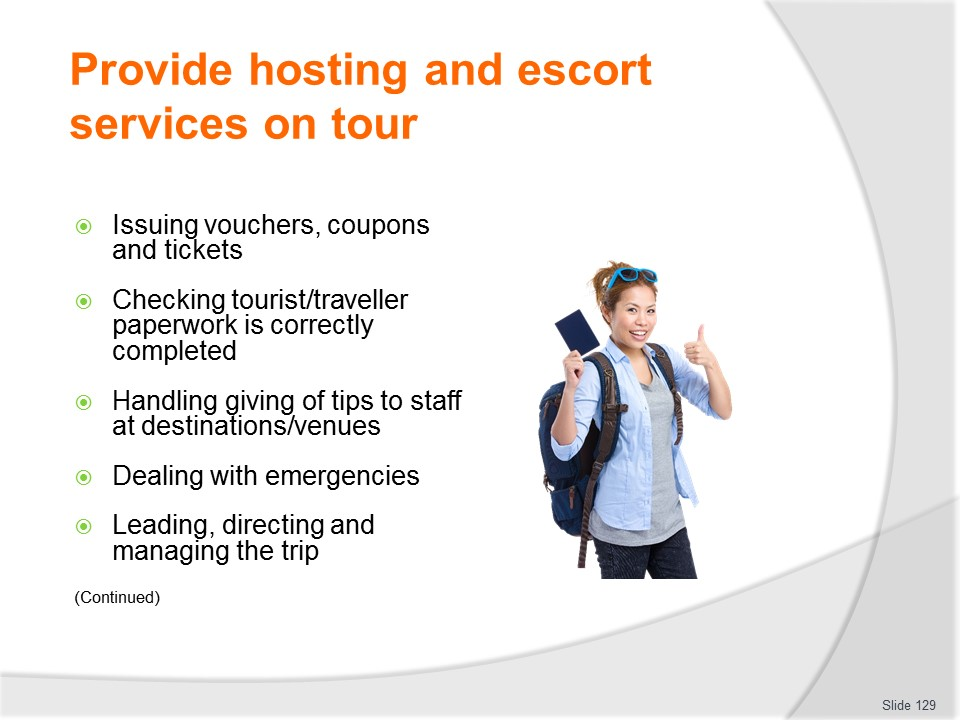 Provide hosting and escort
services on tour
Issuing vouchers, coupons
and tickets
Checking tourist/traveller
paperwork is correctly
completed
Handling giving of tips to staff
at destinations/venues
Dealing with emergencies
Leading, directing and
managing the trip
(Continued)
Slide 129